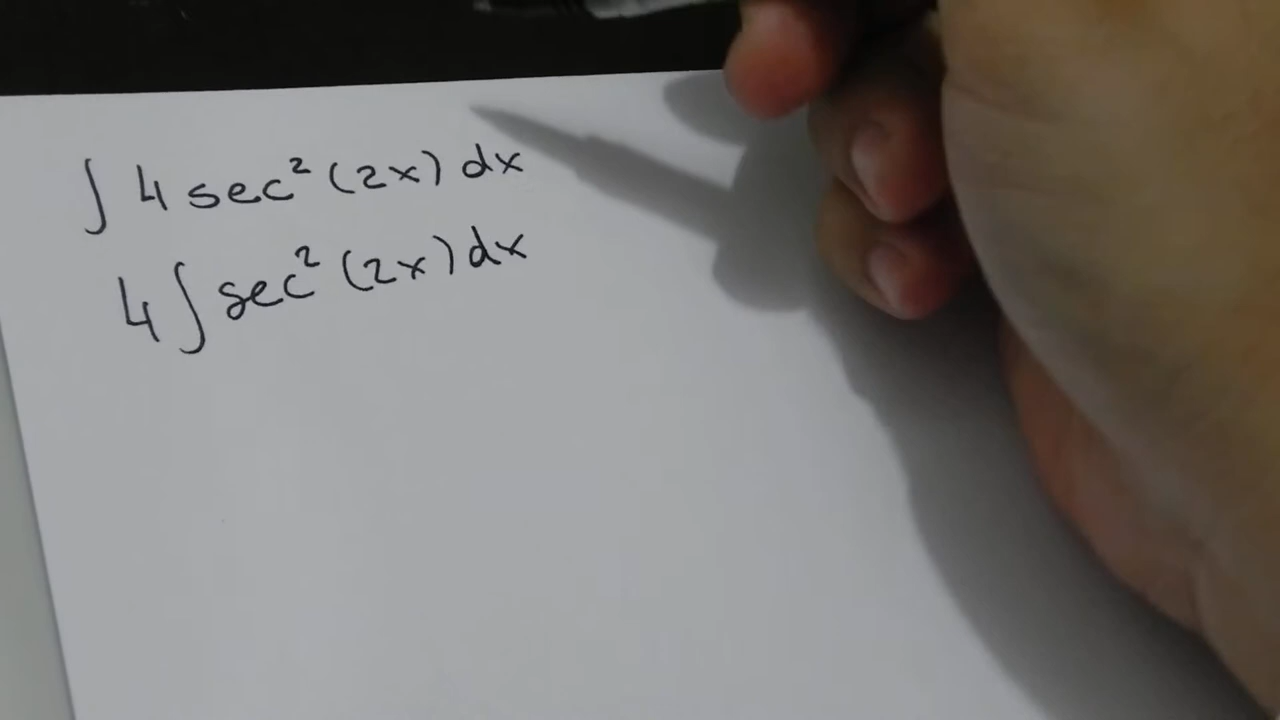 ∫ 4 sec² (2x) dx
4 ∫ sec² (2x) dx